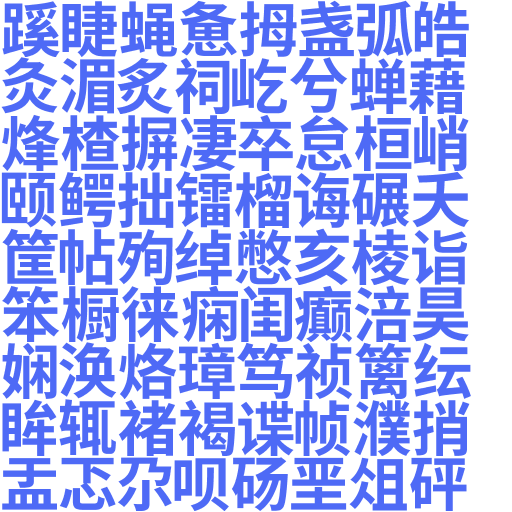 蹊睫蝇惫拇盏弧皓
灸湄炙祠屹兮蝉藉
烽楂摒凄卒怠桓峭
颐鳄拙镭榴诲碾夭
筐帖殉绰憋亥棱诣
笨橱徕痫闺癫涪昊
娴涣烙璋笃祯篱纭
眸辄褚褐谍帧濮捎
盂忑尕呗砀垩俎砰